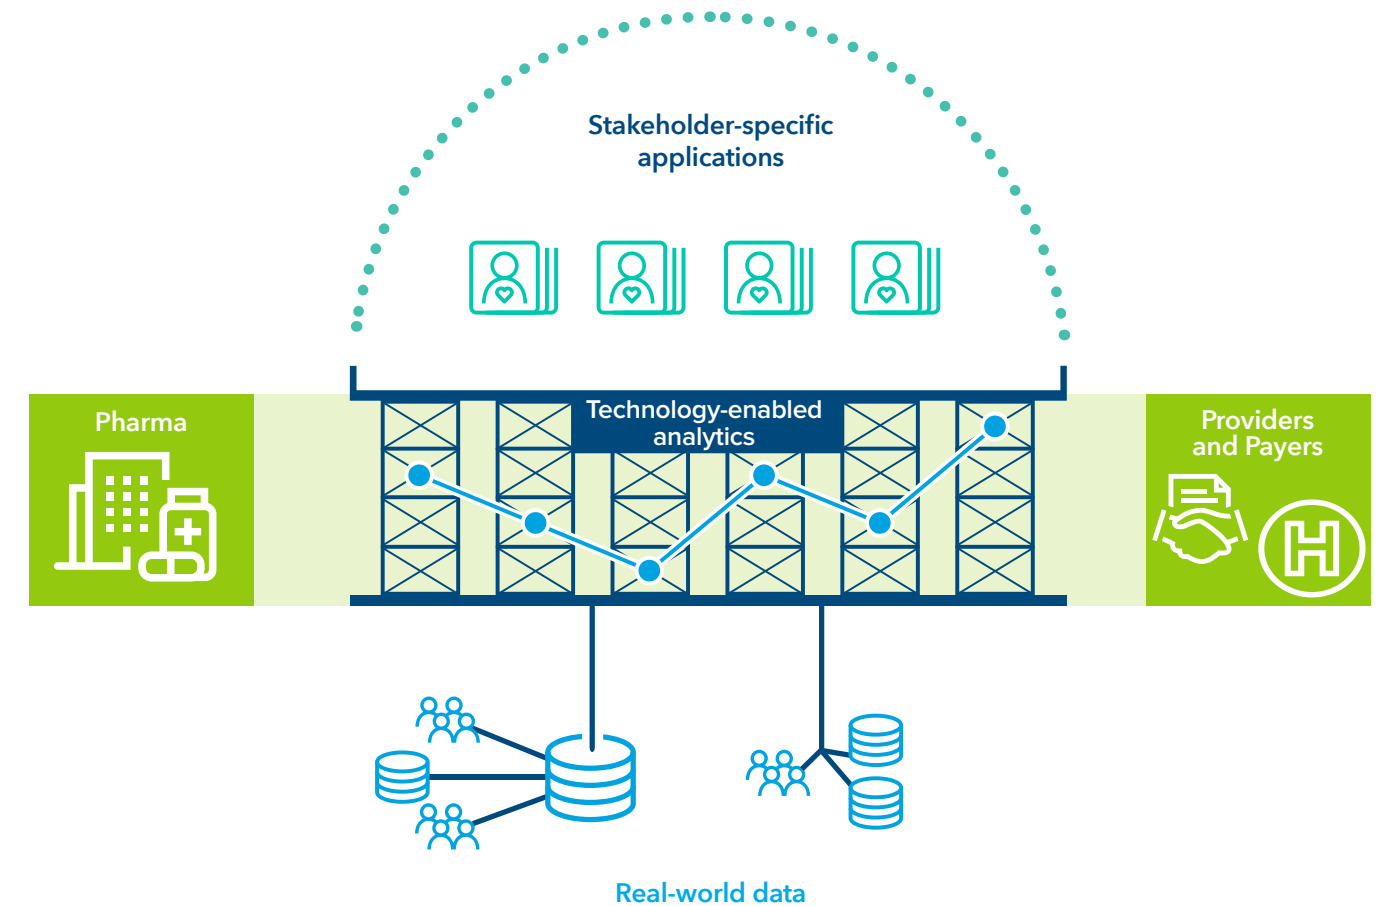 Stakeholder-specific
applications
Pharma
Technology-enabled
analytics
Providers
and Payers
H
Real-world data